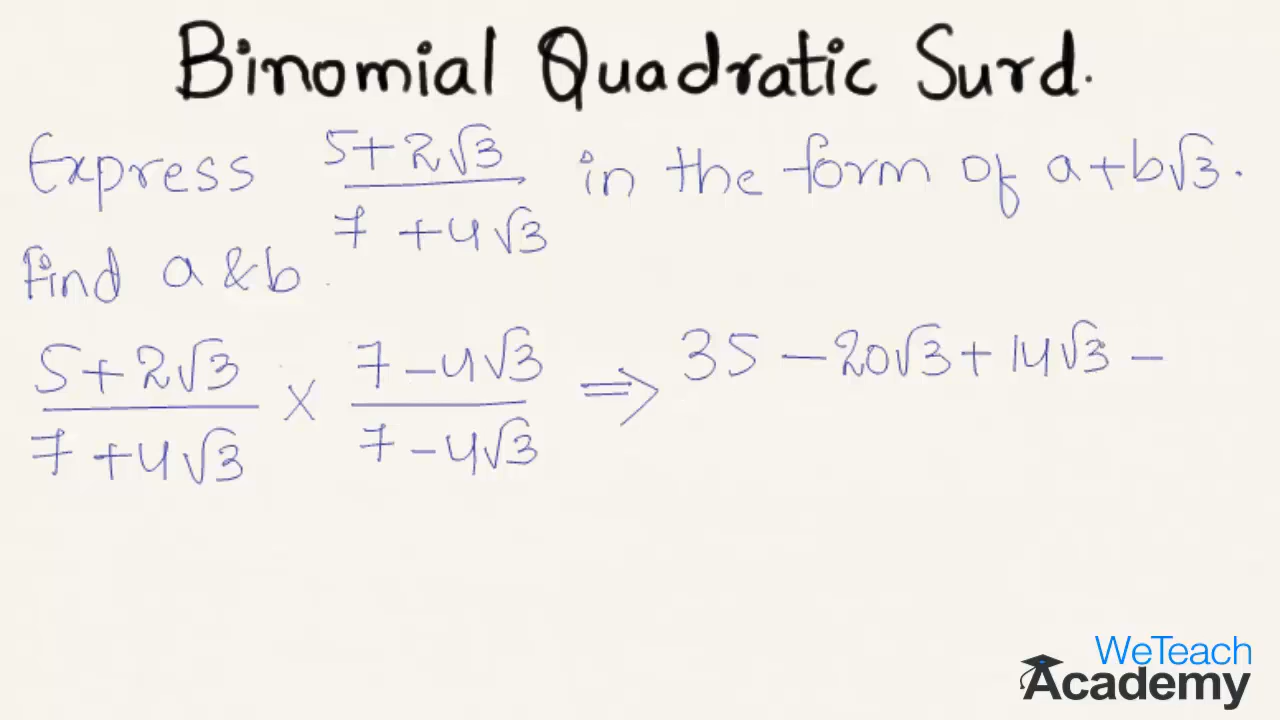 Binomial Quadratic Surd.
Express (5+2√3)/(7+4√3) in the form of a+b√3.
Find a & b.
(5+2√3)/(7+4√3) × (7-4√3)/(7-4√3) ⇒ 35 - 20√3 + 14√3 -
WeTeach
Academy